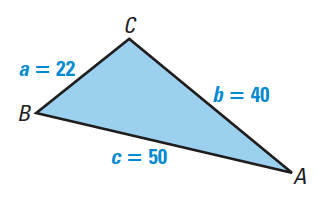 C
a = 22
b = 40
B
c = 50
A